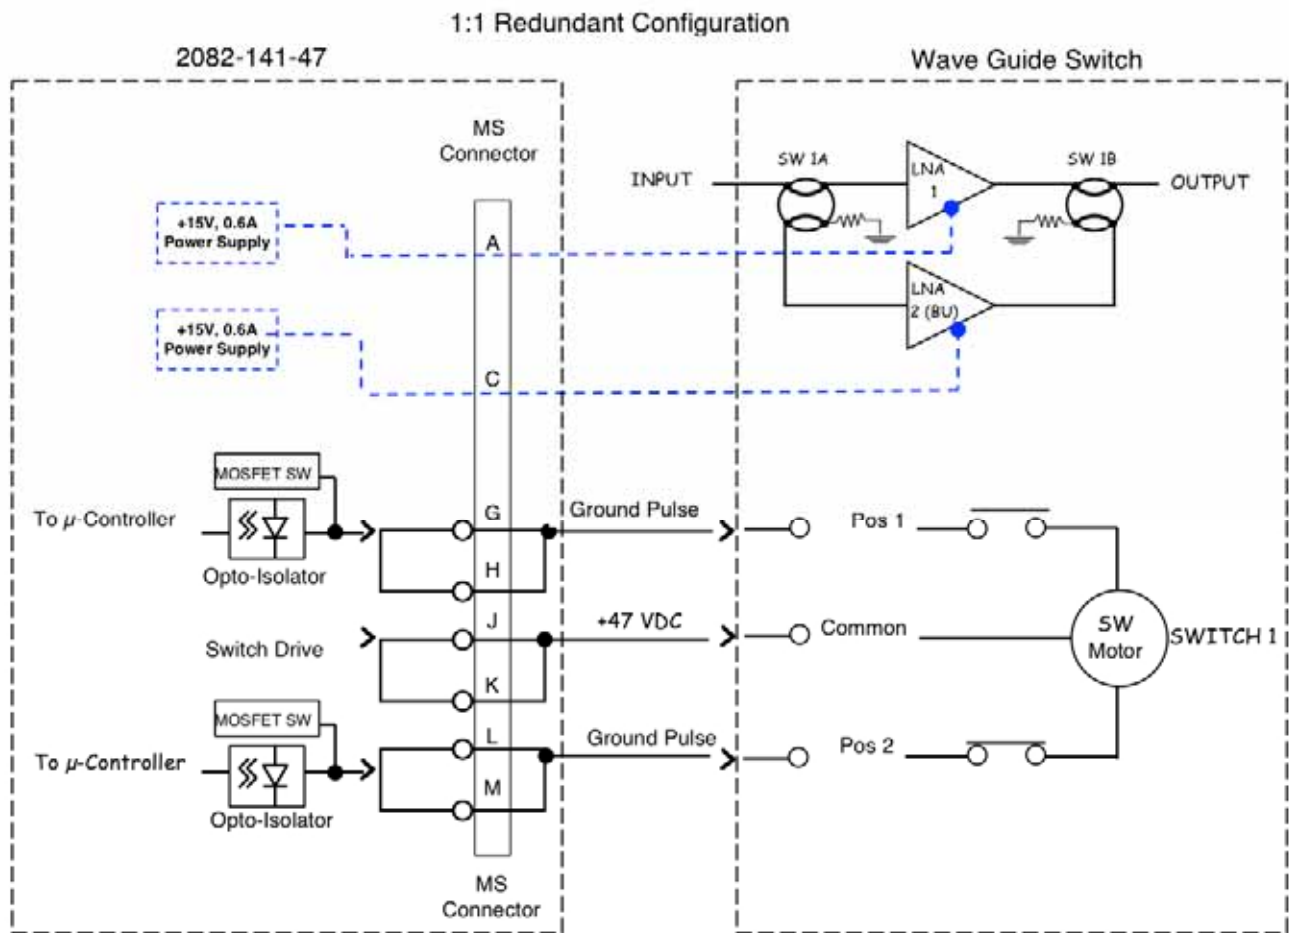 1:1 Redundant Configuration
2082-141-47
Wave Guide Switch
MS
Connector
SW 1A
SW 1B
INPUT
LNA
1
OUTPUT
+15V, 0.6A
Power Supply
A
LNA
2 (BU)
+15V, 0.6A
Power Supply
C
MOSFET SW
To µ-Controller
G
Ground Pulse
Pos 1
Opto-Isolator
H
J
+47 VDC
Common
SW
Motor
SWITCH 1
Switch Drive
K
MOSFET SW
L
Ground Pulse
Pos 2
To µ-Controller
M
Opto-Isolator
MS
Connector